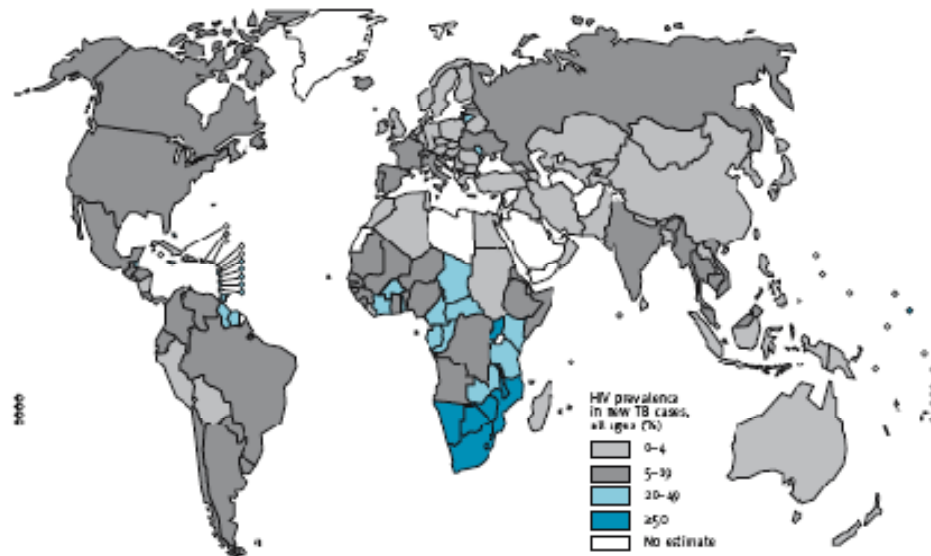 HIV prevalence
in new TB cases,
all ages (%)
0–4
5–19
20–49
≥50
No estimate